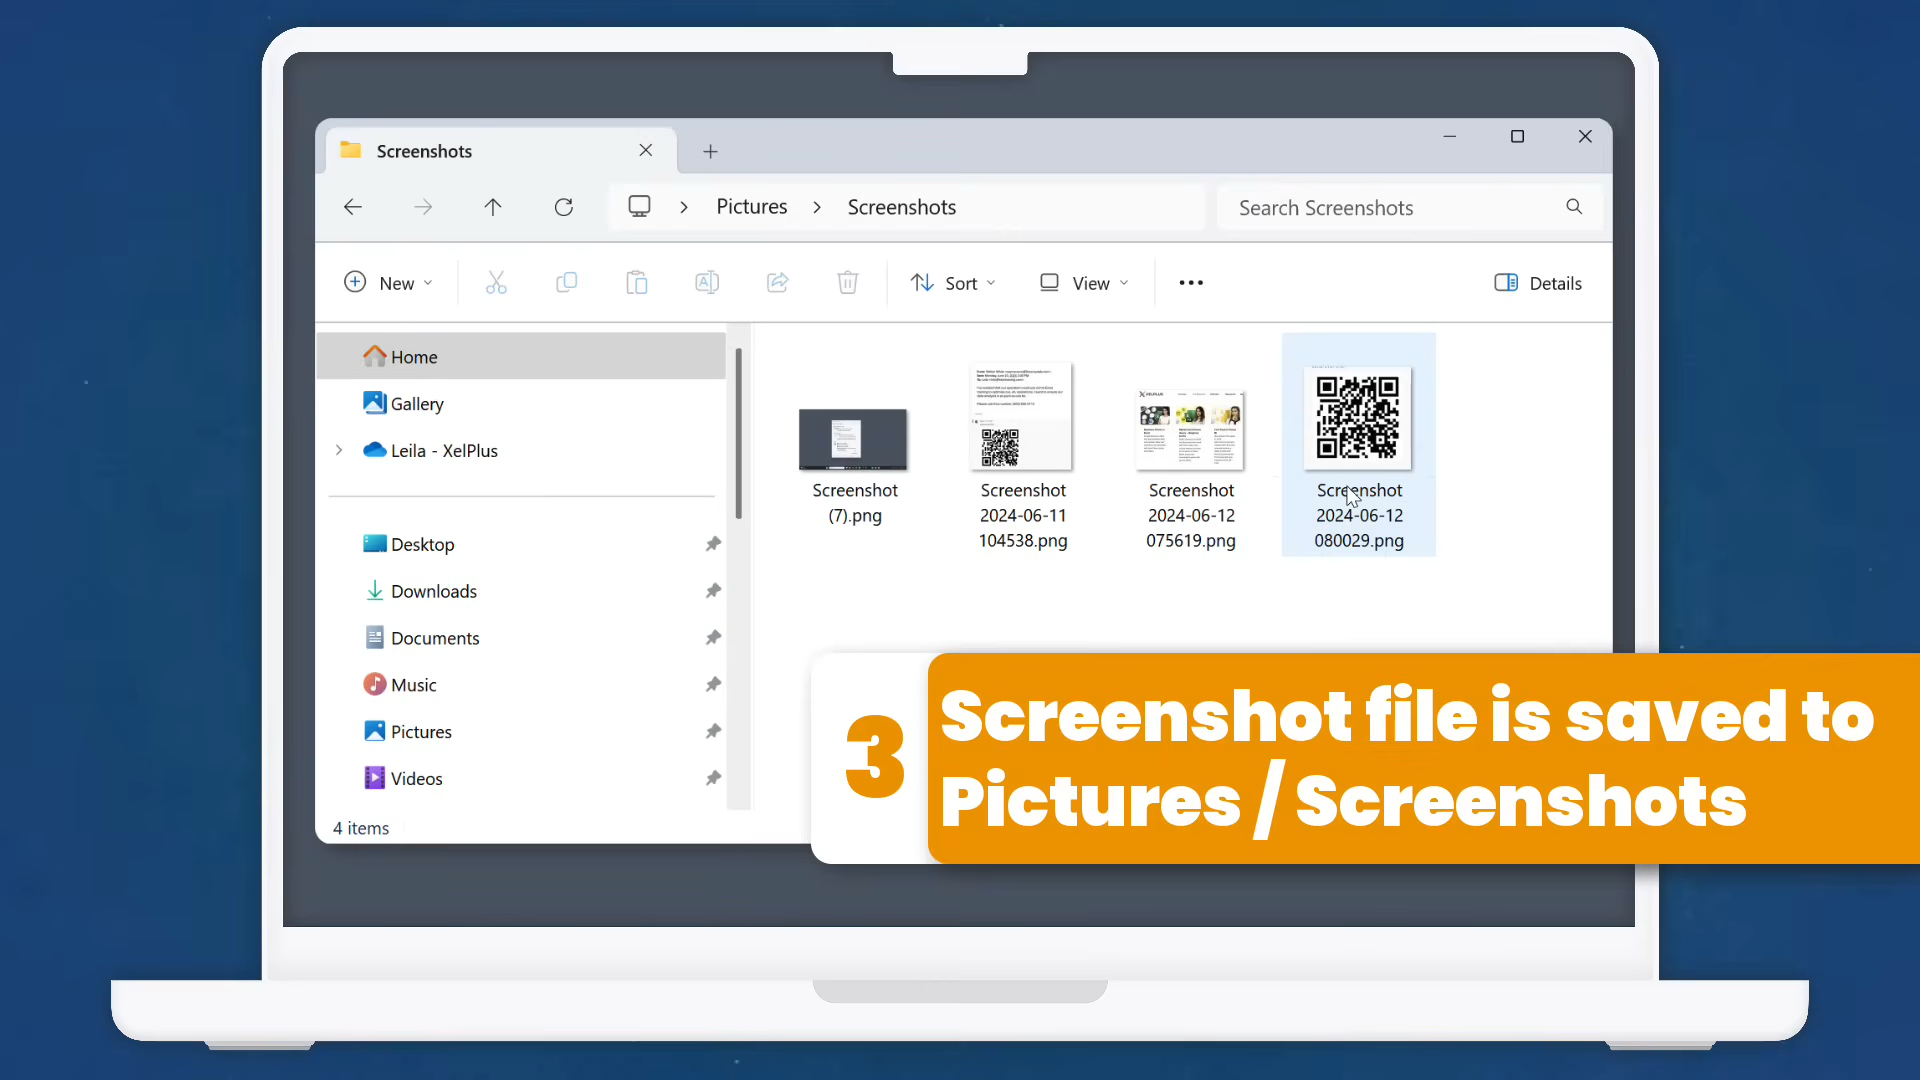 Screenshots
Pictures
Screenshots
Search Screenshots
New
Sort
View
Details
Home
Gallery
Leila - XelPlus
Desktop
Downloads
Documents
Music
Pictures
Videos
Screenshot
(7).png
Screenshot
2024-06-11
104538.png
Screenshot
2024-06-12
075619.png
Screenshot
2024-06-12
080029.png
4 items
3
Screenshot file is saved to
Pictures / Screenshots